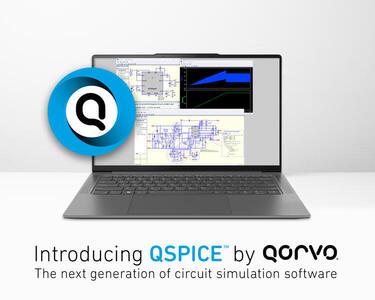 Q
Introducing QSPICE™ by QORVO
The next generation of circuit simulation software